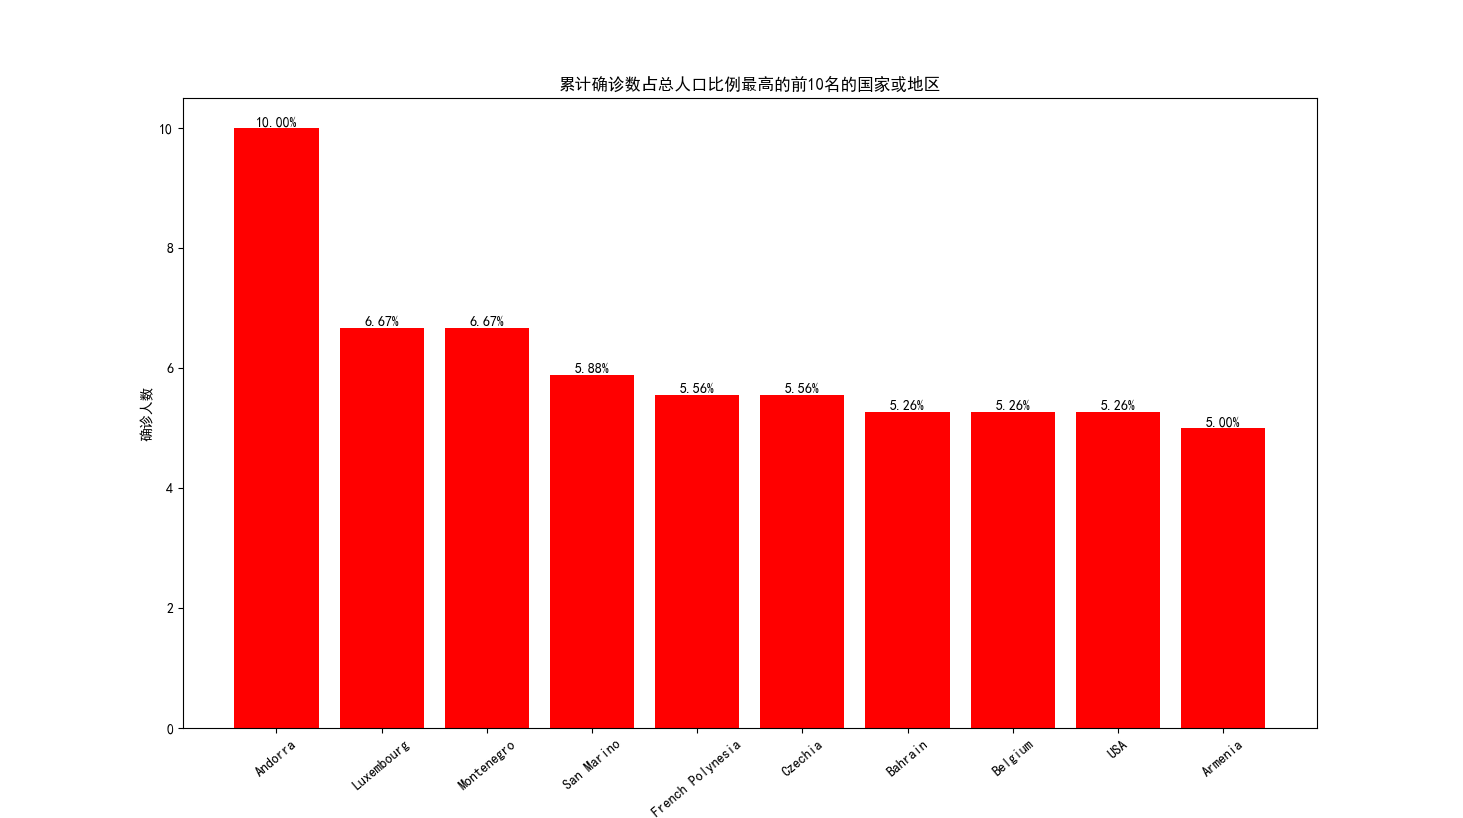 累计确诊数占总人口比例最高的前10名的国家或地区
确诊人数
10
8
6
4
2
0
10.00%
6.67%
6.67%
5.88%
5.56%
5.56%
5.26%
5.26%
5.26%
5.00%
Andorra
Luxembourg
Montenegro
San Marino
French Polynesia
Czechia
Bahrain
Belgium
USA
Armenia